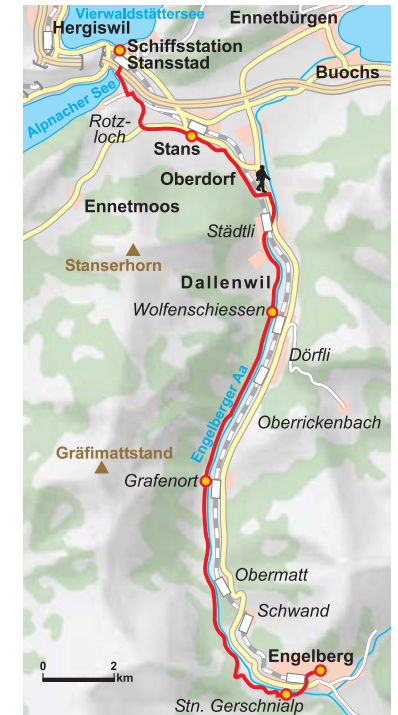 Vierwaldstättersee
Ennetbürgen
Hergiswil
Schiffsstation
Stansstad
Buochs
Alpnacher See
Rotz-
loch
Stans
Oberdorf
Ennetmoos
Städtli
Stanserhorn
Dallenwil
Wolfenschiessen
Dörfli
Engelberger Aa
Oberrickenbach
Gräfimattstand
Grafenort
Obermatt
Schwand
Engelberg
0 2
km
Stn. Gerschnialp